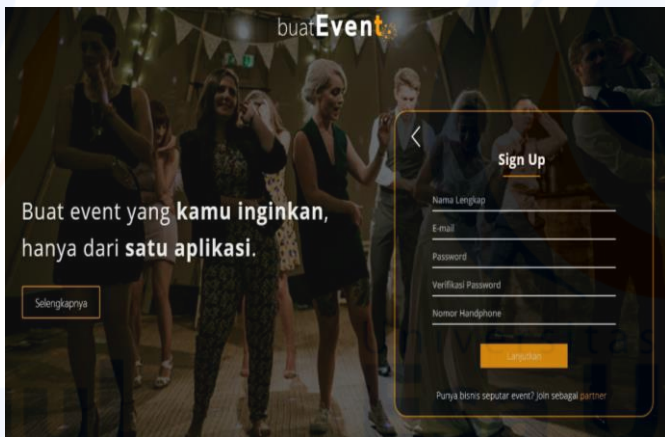 buatEvent
Sign Up
Nama Lengkap
E-mail
Buat event yang kamu inginkan,
hanya dari satu aplikasi.
Password
Verifikasi Password
Selengkapnya
Nomor Handphone
Universitas
Lanjutkan
Punya bisnis seputar event? Join sebagai partner